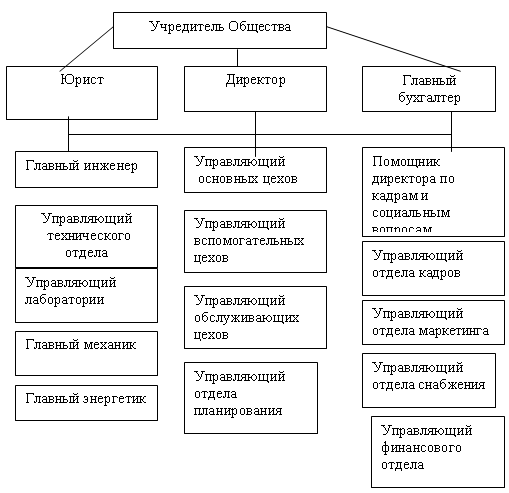 Учредитель Общества
Юрист
Директор
Главный
бухгалтер
Главный инженер
Управляющий
технического
отдела
Управляющий
лаборатории
Главный механик
Главный энергетик
Управляющий
основных цехов
Управляющий
вспомогательных
цехов
Управляющий
обслуживающих
цехов
Управляющий
отдела
планирования
Помощник
директора по
кадрам и
социальным
вопросам
Управляющий
отдела кадров
Управляющий
отдела маркетинга
Управляющий
отдела снабжения
Управляющий
финансового
отдела